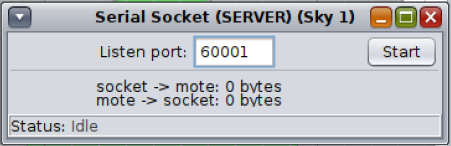 Serial Socket (SERVER) (Sky 1)
Listen port: 60001 Start
socket -> mote: 0 bytes
mote -> socket: 0 bytes
Status: Idle